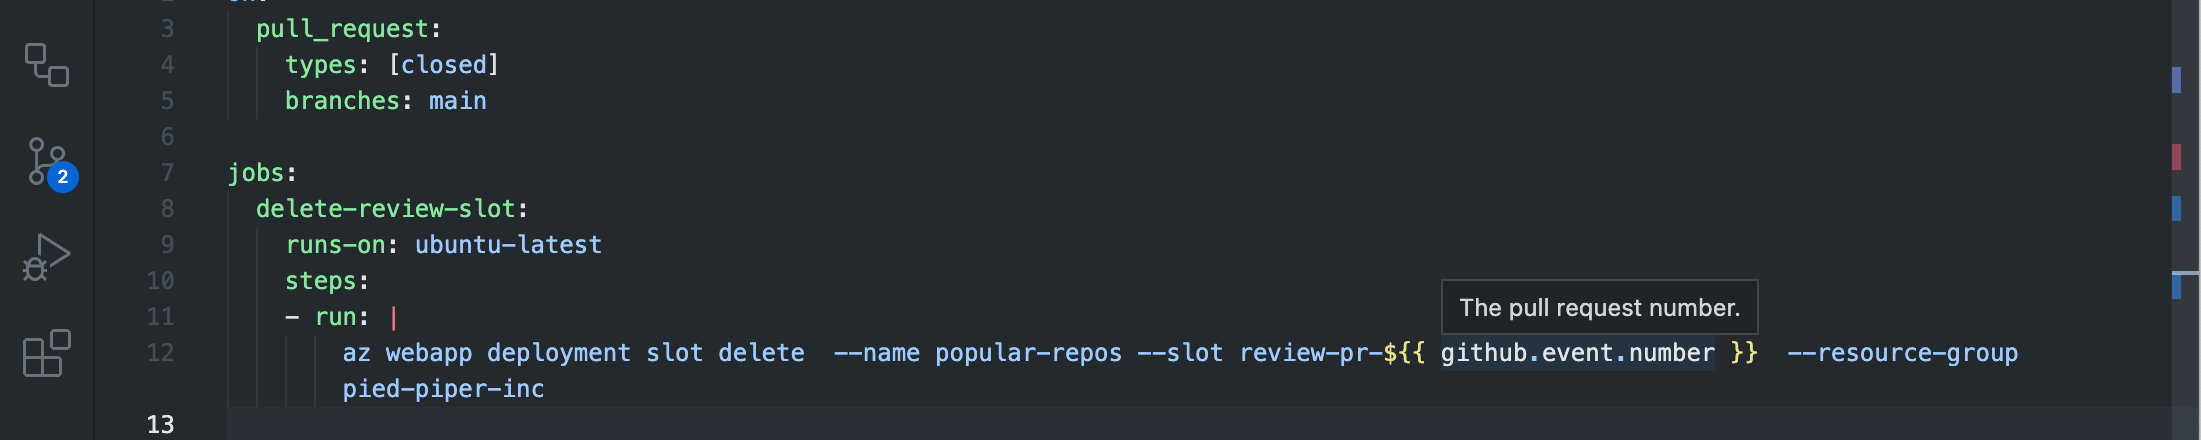 3 pull_request:
4 types: [closed]
5 branches: main
6
7 jobs:
8 delete-review-slot:
9 runs-on: ubuntu-latest
10 steps:
The pull request number.
11 - run: |
12 az webapp deployment slot delete  --name popular-repos --slot review-pr-${{ github.event.number }}  --resource-group
pied-piper-inc
13
2